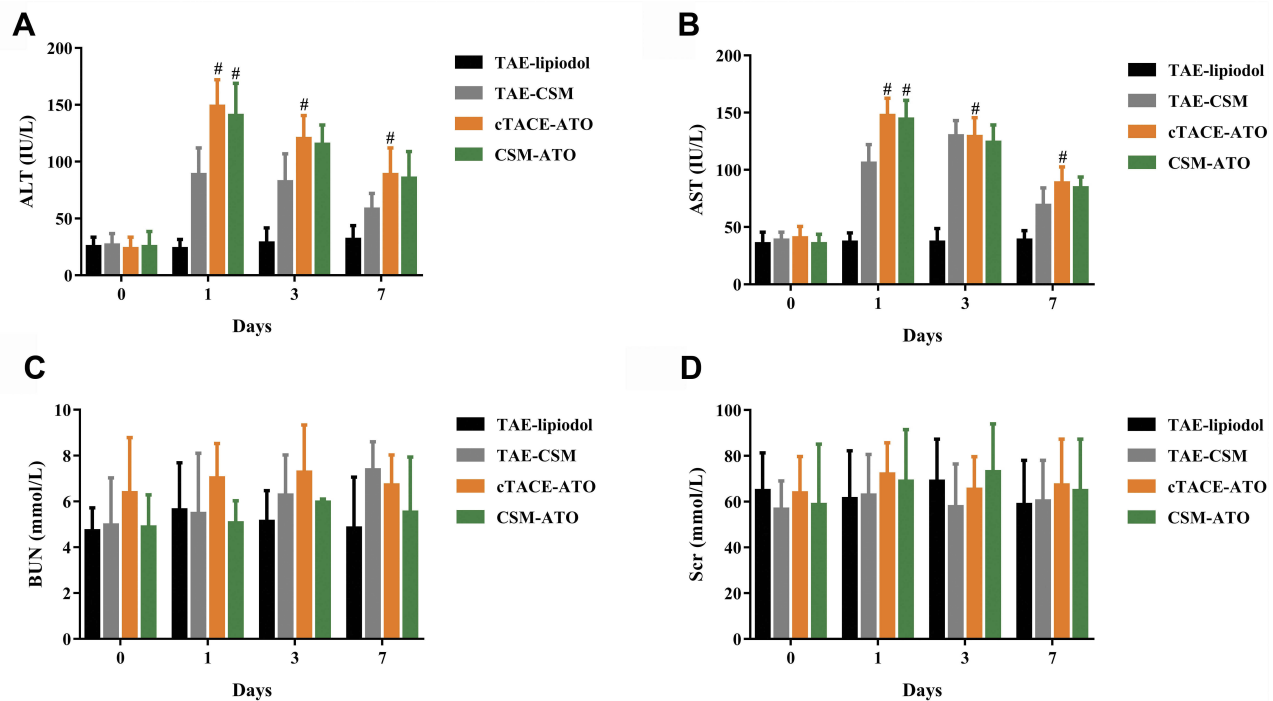 A
ALT (IU/L)
200
150
100
50
0
# # # #
0 1 3 7
Days
TAE-lipiodol
TAE-CSM
cTACE-ATO
CSM-ATO
B
AST (IU/L)
200
150
100
50
0
# # # #
0 1 3 7
Days
TAE-lipiodol
TAE-CSM
cTACE-ATO
CSM-ATO
C
BUN (mmol/L)
10
8
6
4
2
0
0 1 3 7
Days
TAE-lipiodol
TAE-CSM
cTACE-ATO
CSM-ATO
D
Scr (mmol/L)
100
80
60
40
20
0
0 1 3 7
Days
TAE-lipiodol
TAE-CSM
cTACE-ATO
CSM-ATO